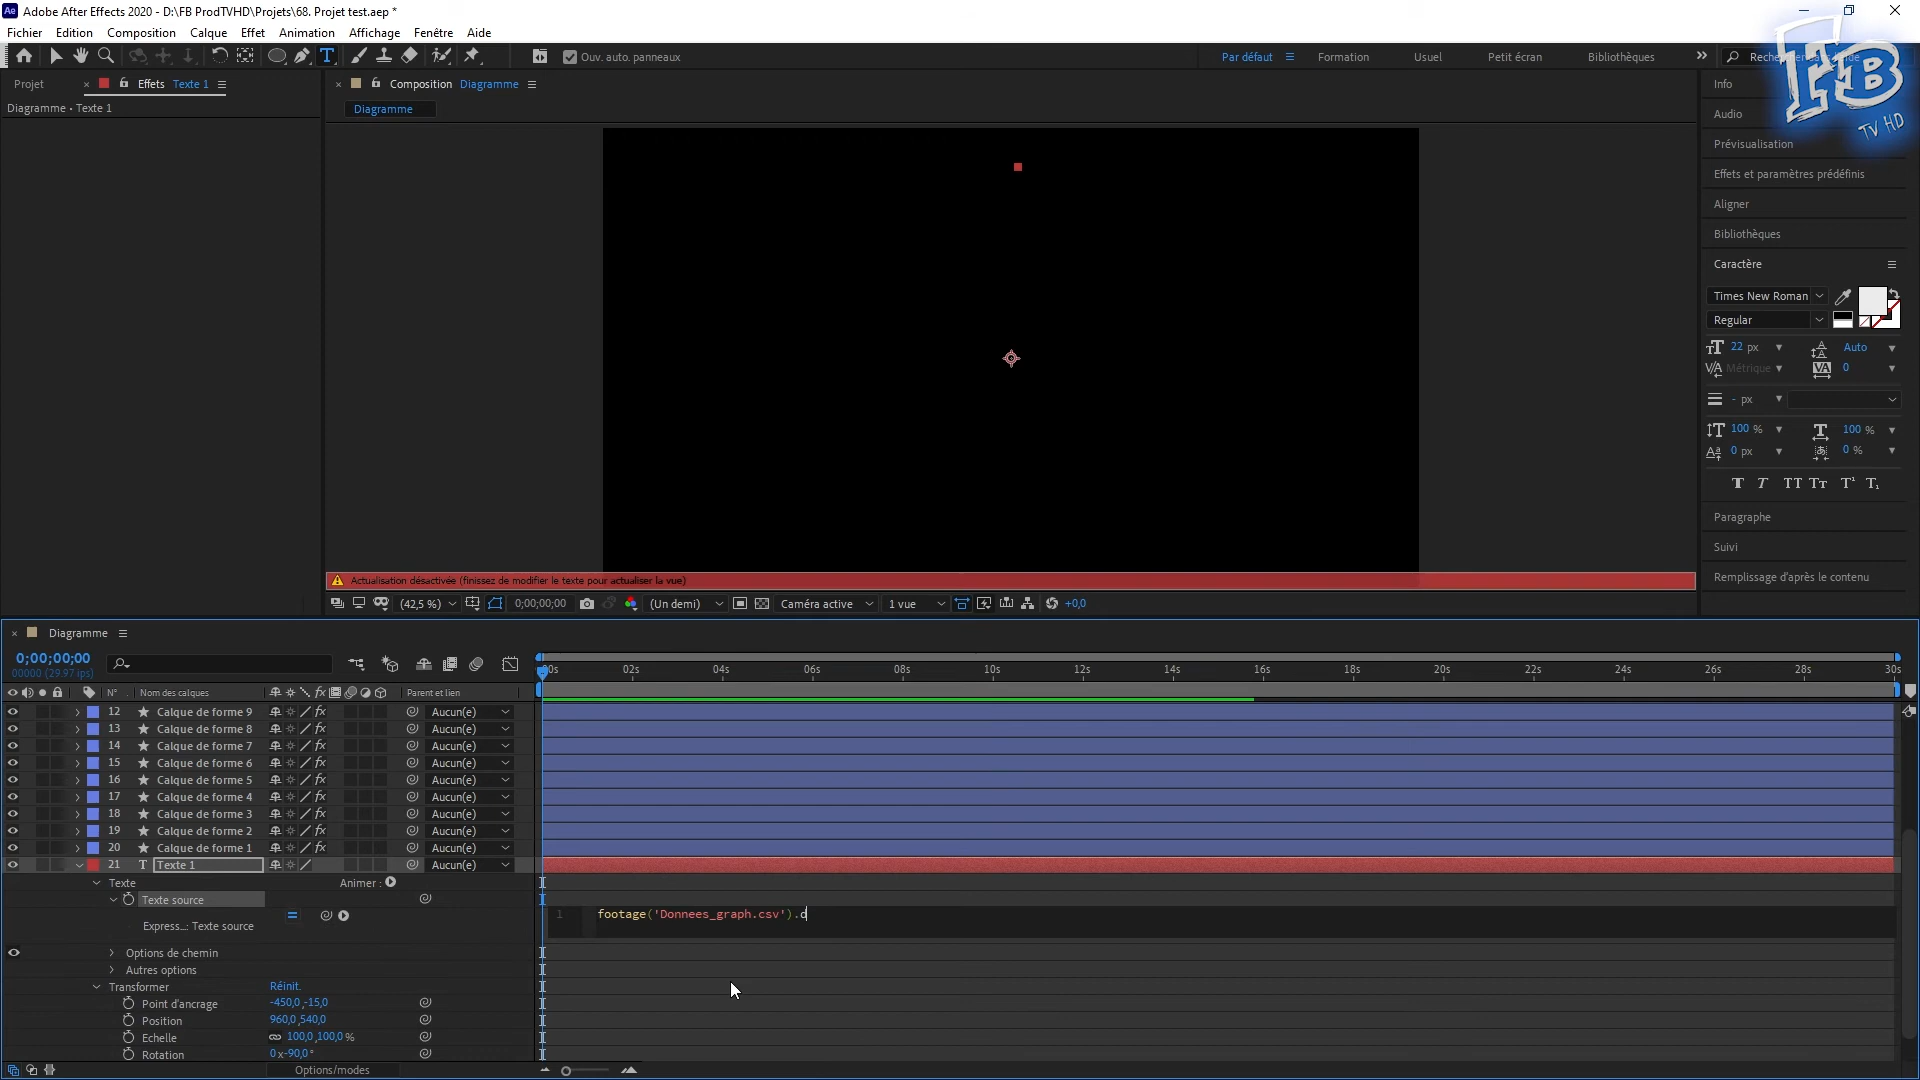 Adobe After Effects 2020 - D:\FB ProdTVHD\Projets\68. Projet test.aep *
Fichier Edition Composition Calque Effet Animation Affichage Fenêtre Aide
Ouv. auto. panneaux Par défaut Formation Usuel Petit écran Bibliothèques
FB TV HD
Projet Effets Texte 1
Diagramme • Texte 1
Composition Diagramme
Diagramme
Info
Audio
Prévisualisation
Effets et paramètres prédéfinis
Aligner
Bibliothèques
Caractère
Times New Roman
Regular
22 px Auto
Métrique 0
- px
100 % 100 %
0 px 0 %
T T TT Tт T¹ T₁
Paragraphe
Suivi
Remplissage d'après le contenu
Actualisation désactivée (finissez de modifier le texte pour actualiser la vue)
(42,5 %) 0;00;00;00 (Un demi) Caméra active 1 vue +0,0
Diagramme
0;00;00;00
00000 (29.97 ips)
:00s 02s 04s 06s 08s 10s 12s 14s 16s 18s 20s 22s 24s 26s 28s 30s
N° Nom des calques Parent et lien
12 Calque de forme 9 Aucun(e)
13 Calque de forme 8 Aucun(e)
14 Calque de forme 7 Aucun(e)
15 Calque de forme 6 Aucun(e)
16 Calque de forme 5 Aucun(e)
17 Calque de forme 4 Aucun(e)
18 Calque de forme 3 Aucun(e)
19 Calque de forme 2 Aucun(e)
20 Calque de forme 1 Aucun(e)
21 T Texte 1 Aucun(e)
Texte Animer :
Texte source
1 footage('Donnees_graph.csv').d
Express...: Texte source
Options de chemin
Autres options
Transformer Réinit.
Point d'ancrage -450,0 ,-15,0
Position 960,0 ,540,0
Echelle 100,0 ,100,0 %
Rotation 0 x -90,0 °
Options/modes